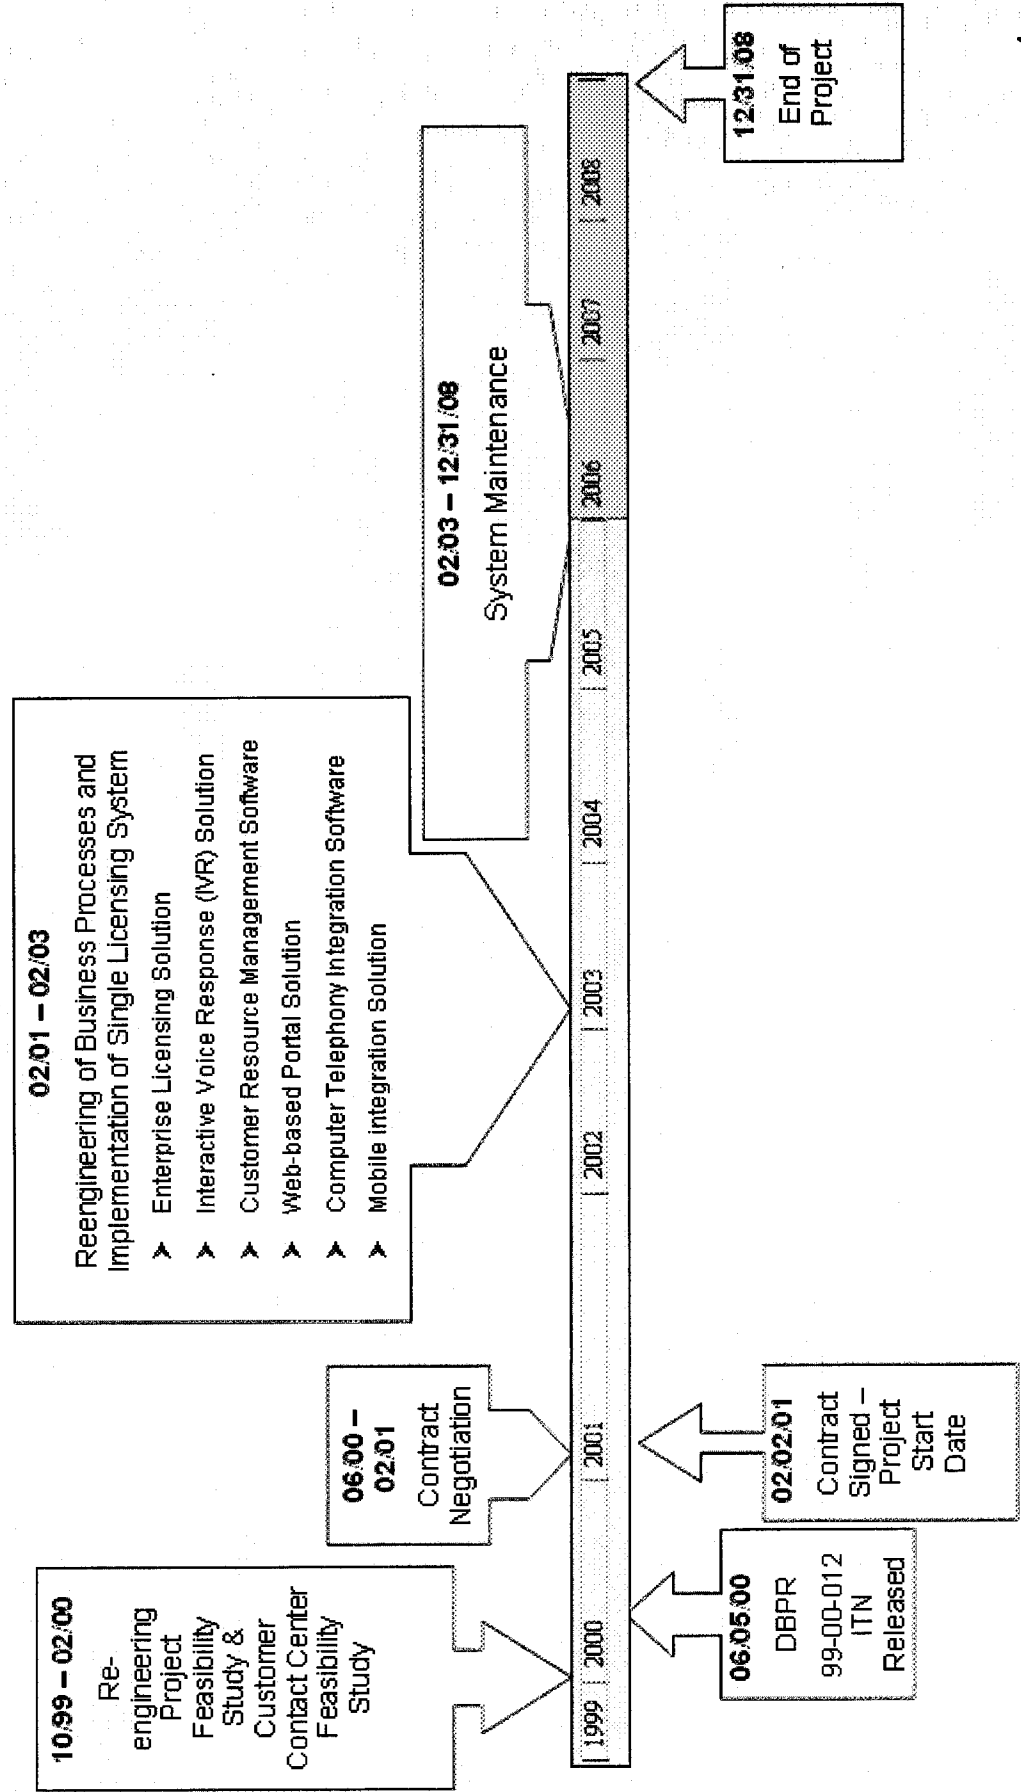 10/99 – 02/00
Re-
engineering
Project
Feasibility
Study &
Customer
Contact Center
Feasibility
Study
06/00 –
02/01
Contract
Negotiation
02/01 – 02/03
Reengineering of Business Processes and
Implementation of Single Licensing System
➤ Enterprise Licensing Solution
➤ Interactive Voice Response (IVR) Solution
➤ Customer Resource Management Software
➤ Web-based Portal Solution
➤ Computer Telephony Integration Software
➤ Mobile integration Solution
02/03 – 12/31/08
System Maintenance
1999 | 2000 | 2001 | 2002 | 2003 | 2004 | 2005 | 2006 | 2007 | 2008
06/05/00
DBPR
99-00-012
ITN
Released
02/02/01
Contract
Signed –
Project
Start
Date
12/31/08
End of
Project